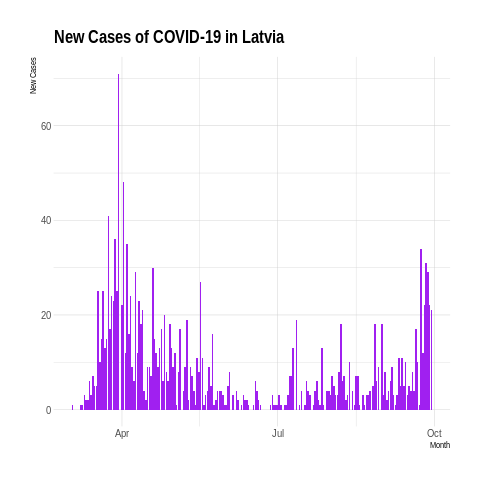 New Cases of COVID-19 in Latvia
New Cases
60
40
20
0
Apr
Jul
Oct
Month